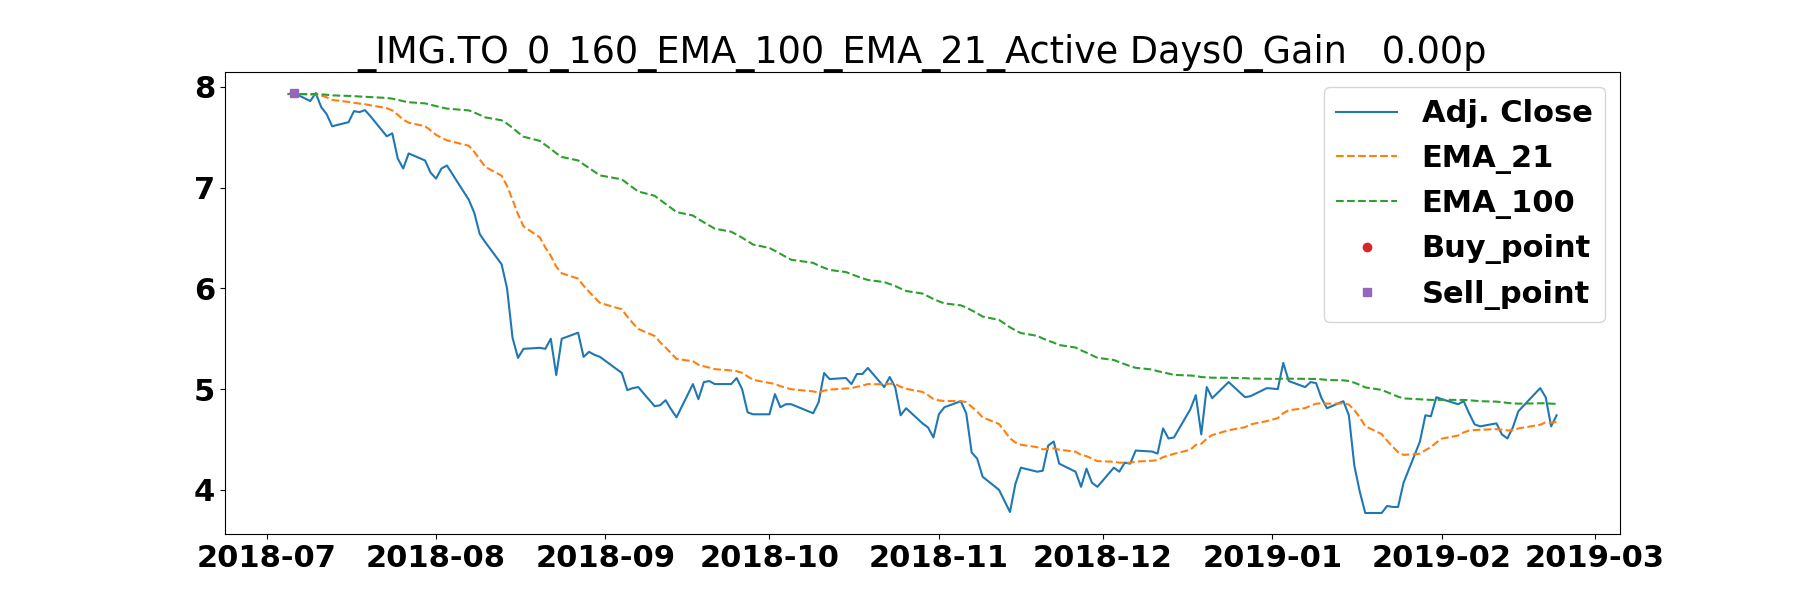 _IMG.TO_0_160_EMA_100_EMA_21_Active Days0_Gain   0.00p
8
7
6
5
4
Adj. Close
EMA_21
EMA_100
Buy_point
Sell_point
2018-07 2018-08 2018-09 2018-10 2018-11 2018-12 2019-01 2019-02 2019-03